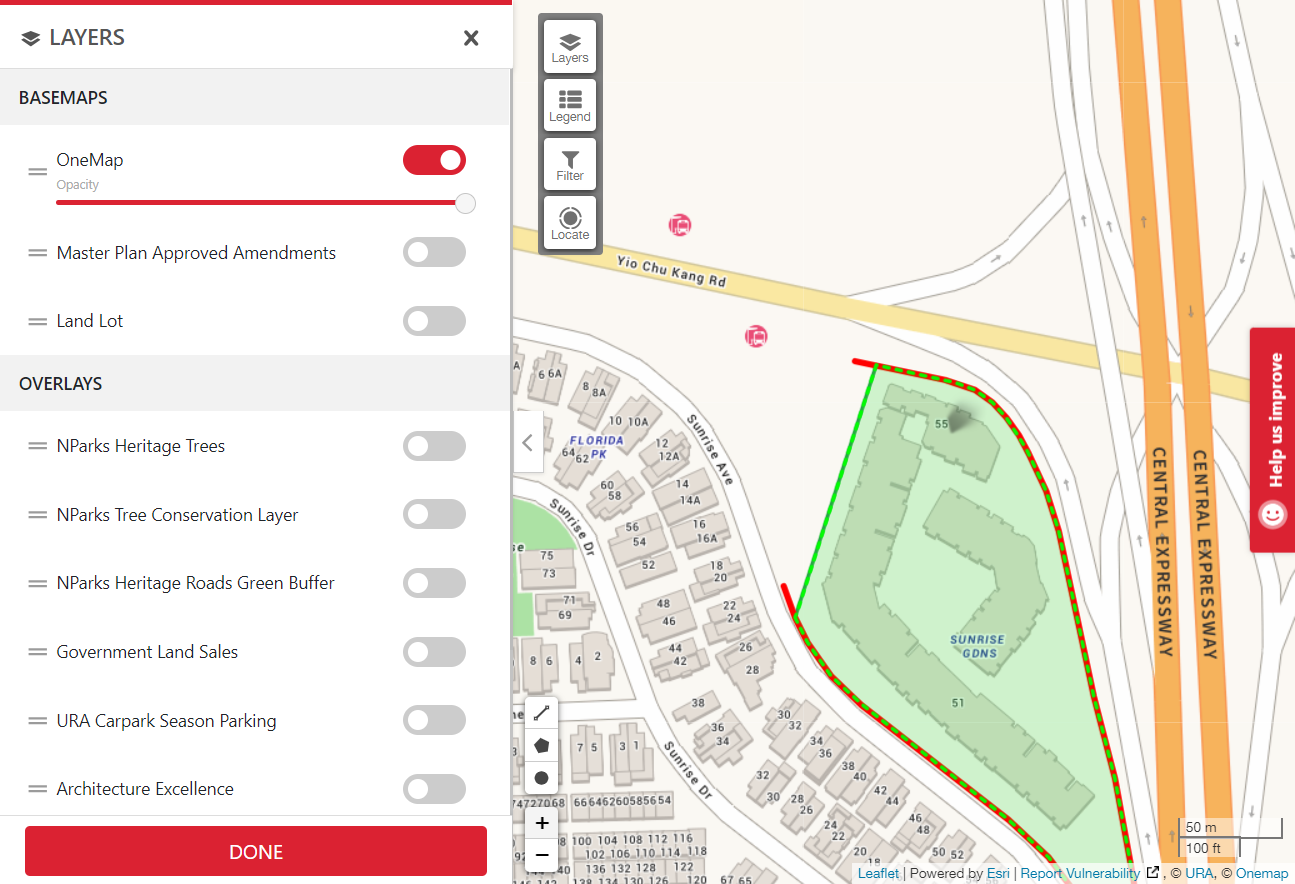 LAYERS
BASEMAPS
OneMap
Opacity
Master Plan Approved Amendments
Land Lot
OVERLAYS
NParks Heritage Trees
NParks Tree Conservation Layer
NParks Heritage Roads Green Buffer
Government Land Sales
URA Carpark Season Parking
Architecture Excellence
DONE
Layers
Legend
Filter
Locate
Yio Chu Kang Rd
6 6A
8
8A
10 10A
FLORIDA
PK
64
62
12
12A
Sunrise Ave
60
58
14
14A
Sunrise Dr
56
54
16
16A
75
73
52
18
20
71
69
48
46
22
24
44
42
26
28
8 6
4 2
38
36
34
30
32
7 5
3 1
34
36
Sunrise Dr
38
40
32
30
28
26
42
44
24
22
46
48
20
18
50 52
66646260585654
100 104 108 112 116
102 106 110 114 118
136 132 128
138 134 130 126
67 65
55
SUNRISE
GDNS
51
CENTRAL EXPRESSWAY
CENTRAL EXPRESSWAY
Help us improve
+
−
50 m
100 ft
Leaflet | Powered by Esri | Report Vulnerability , © URA, © Onemap